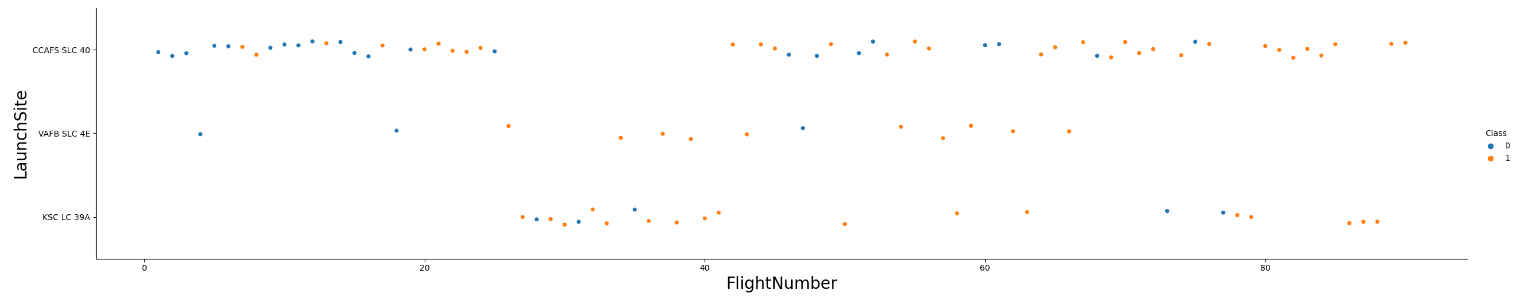 CCAFS SLC 40
VAFB SLC 4E
KSC LC 39A
LaunchSite
0
20
40
60
80
FlightNumber
Class
0
1